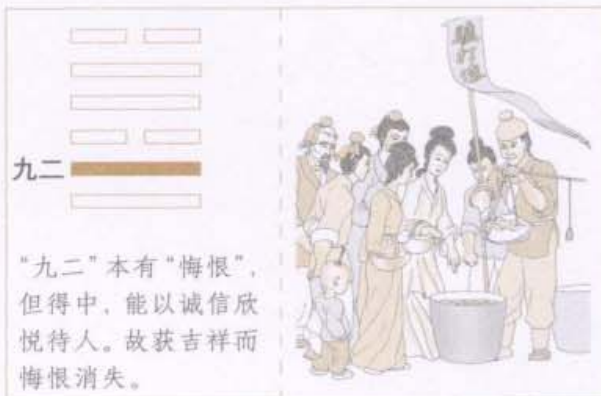 九二
"九二"本有"悔恨",
但得中,能以诚信欣
悦待人。故获吉祥而
悔恨消失。